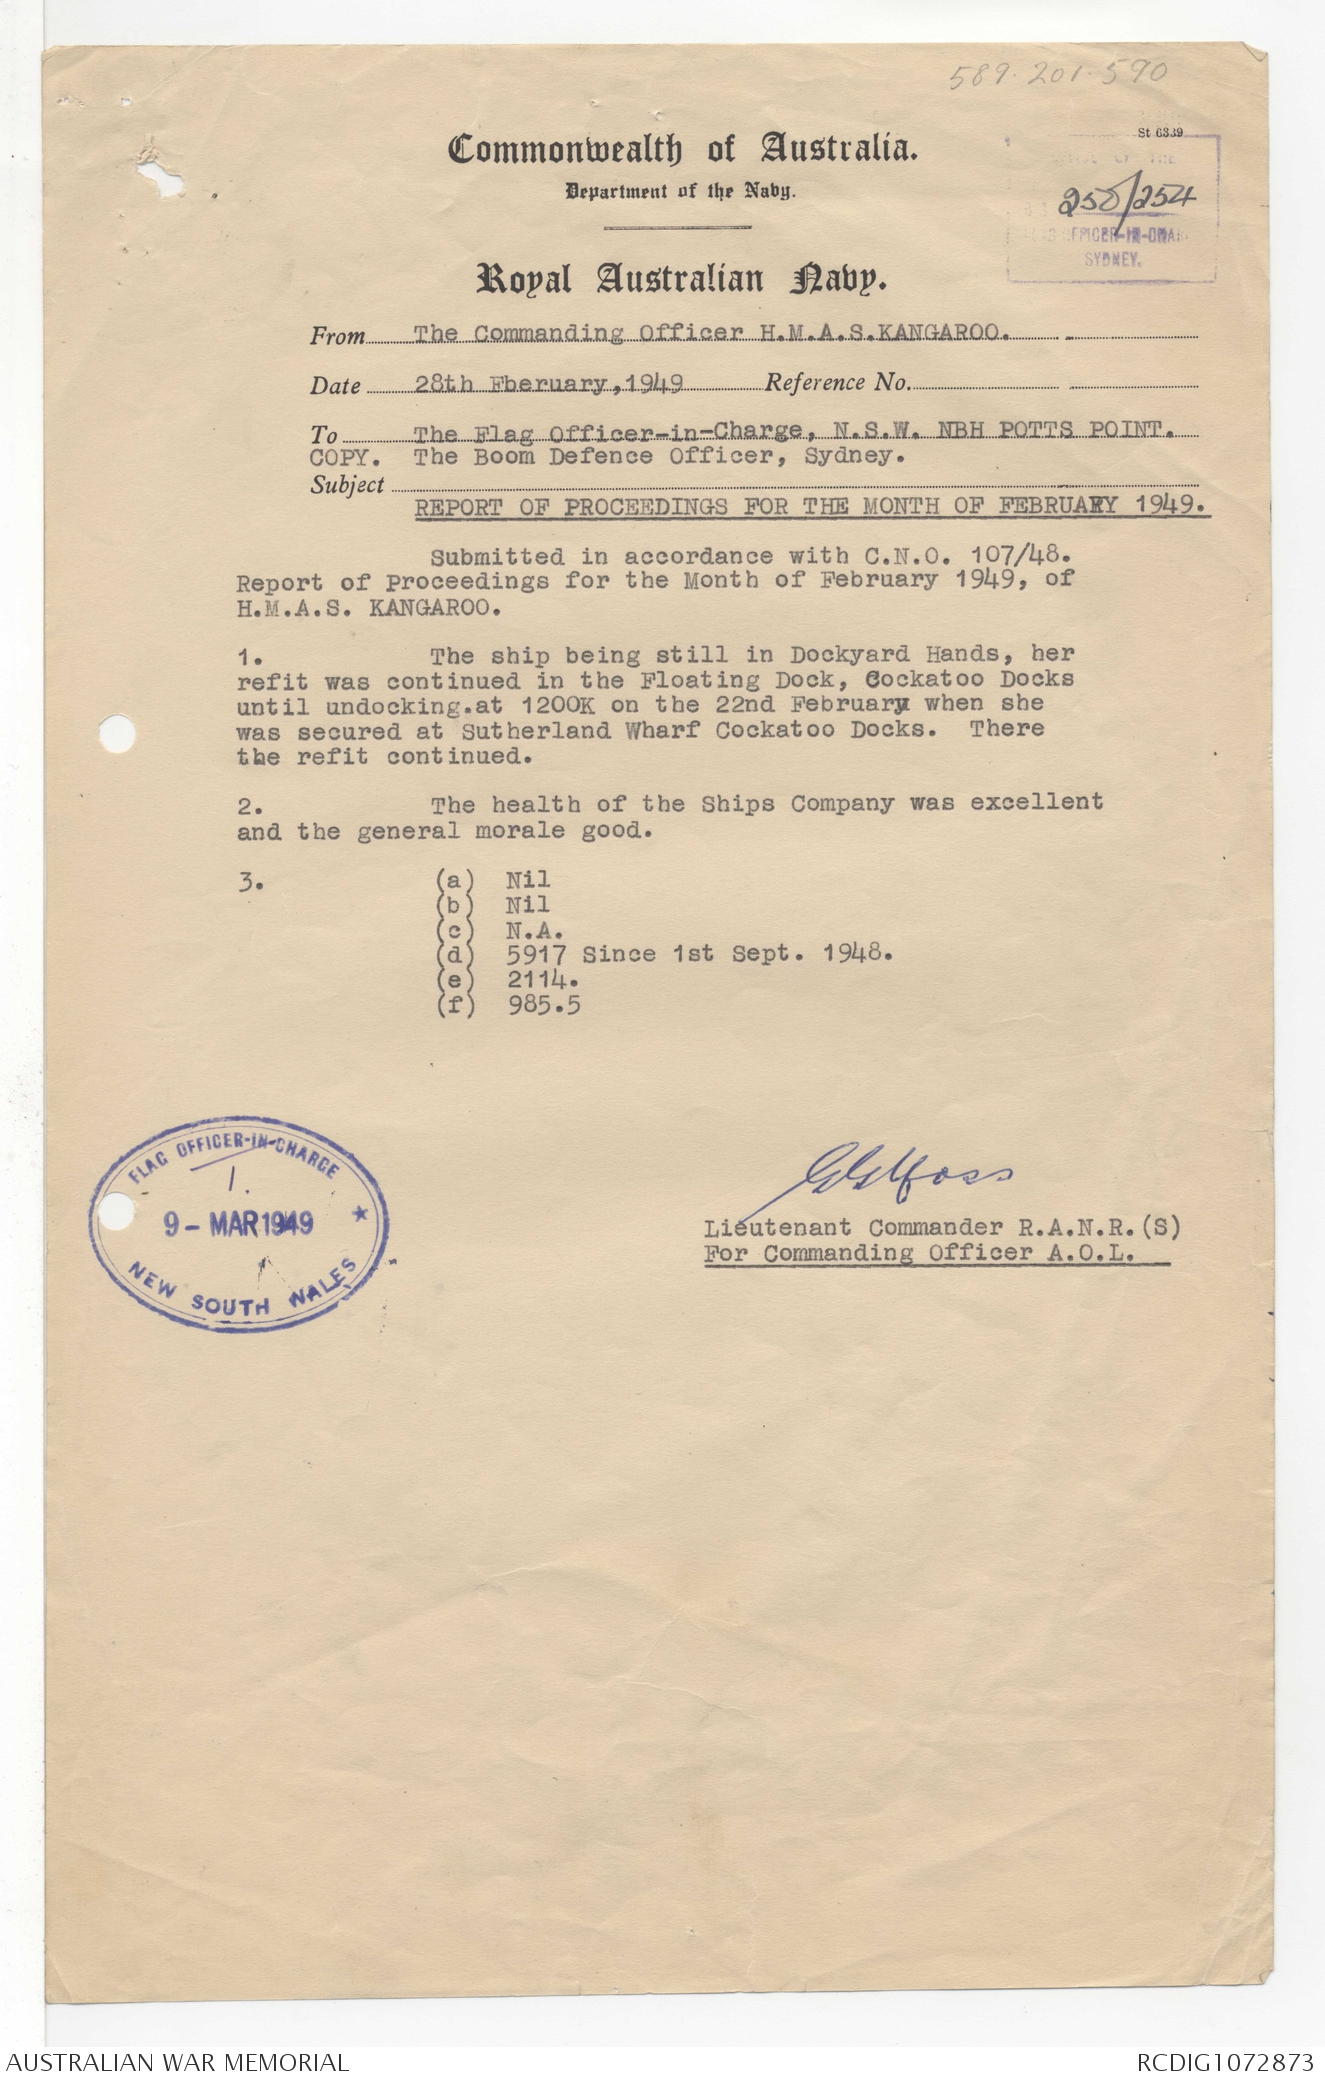 589.201.590
St 6339
Commonwealth of Australia.
Department of the Navy.
250/254
OFFICER-IN-CHARGE
SYDNEY.
Royal Australian Navy.
From The Commanding Officer H.M.A.S.KANGAROO.
Date 28th Fberuary,1949 Reference No.
To The Flag Officer-in-Charge, N.S.W. NBH POTTS POINT.
COPY. The Boom Defence Officer, Sydney.
Subject
REPORT OF PROCEEDINGS FOR THE MONTH OF FEBRUARY 1949.
Submitted in accordance with C.N.O. 107/48.
Report of Proceedings for the Month of February 1949, of
H.M.A.S. KANGAROO.
1. The ship being still in Dockyard Hands, her
refit was continued in the Floating Dock, Cockatoo Docks
until undocking.at 1200K on the 22nd February when she
was secured at Sutherland Wharf Cockatoo Docks. There
the refit continued.
2. The health of the Ships Company was excellent
and the general morale good.
3. (a) Nil
(b) Nil
(c) N.A.
(d) 5917 Since 1st Sept. 1948.
(e) 2114.
(f) 985.5
FLAG OFFICER-IN-CHARGE
1.
9- MAR 1949
NEW SOUTH WALES
Lieutenant Commander R.A.N.R.(S)
For Commanding Officer A.O.L.
AUSTRALIAN WAR MEMORIAL
RCDIG1072873